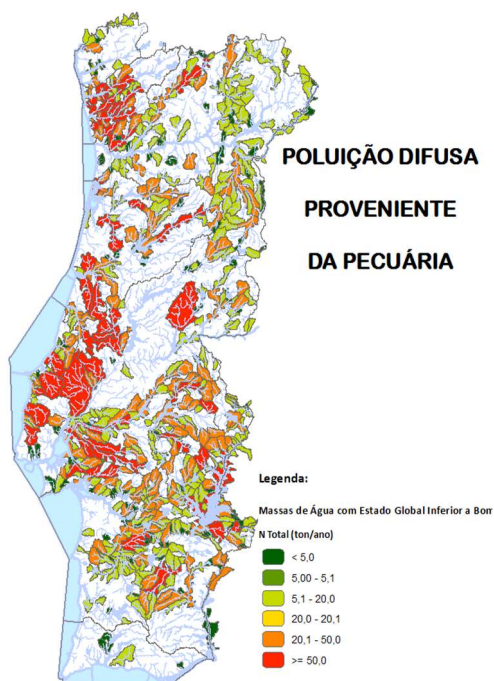 POLUIÇÃO DIFUSA
PROVENIENTE
DA PECUÁRIA
Legenda:
Massas de Água com Estado Global Inferior a Bom
N Total (ton/ano)
< 5,0
5,00 - 5,1
5,1 - 20,0
20,0 - 20,1
20,1 - 50,0
>= 50,0